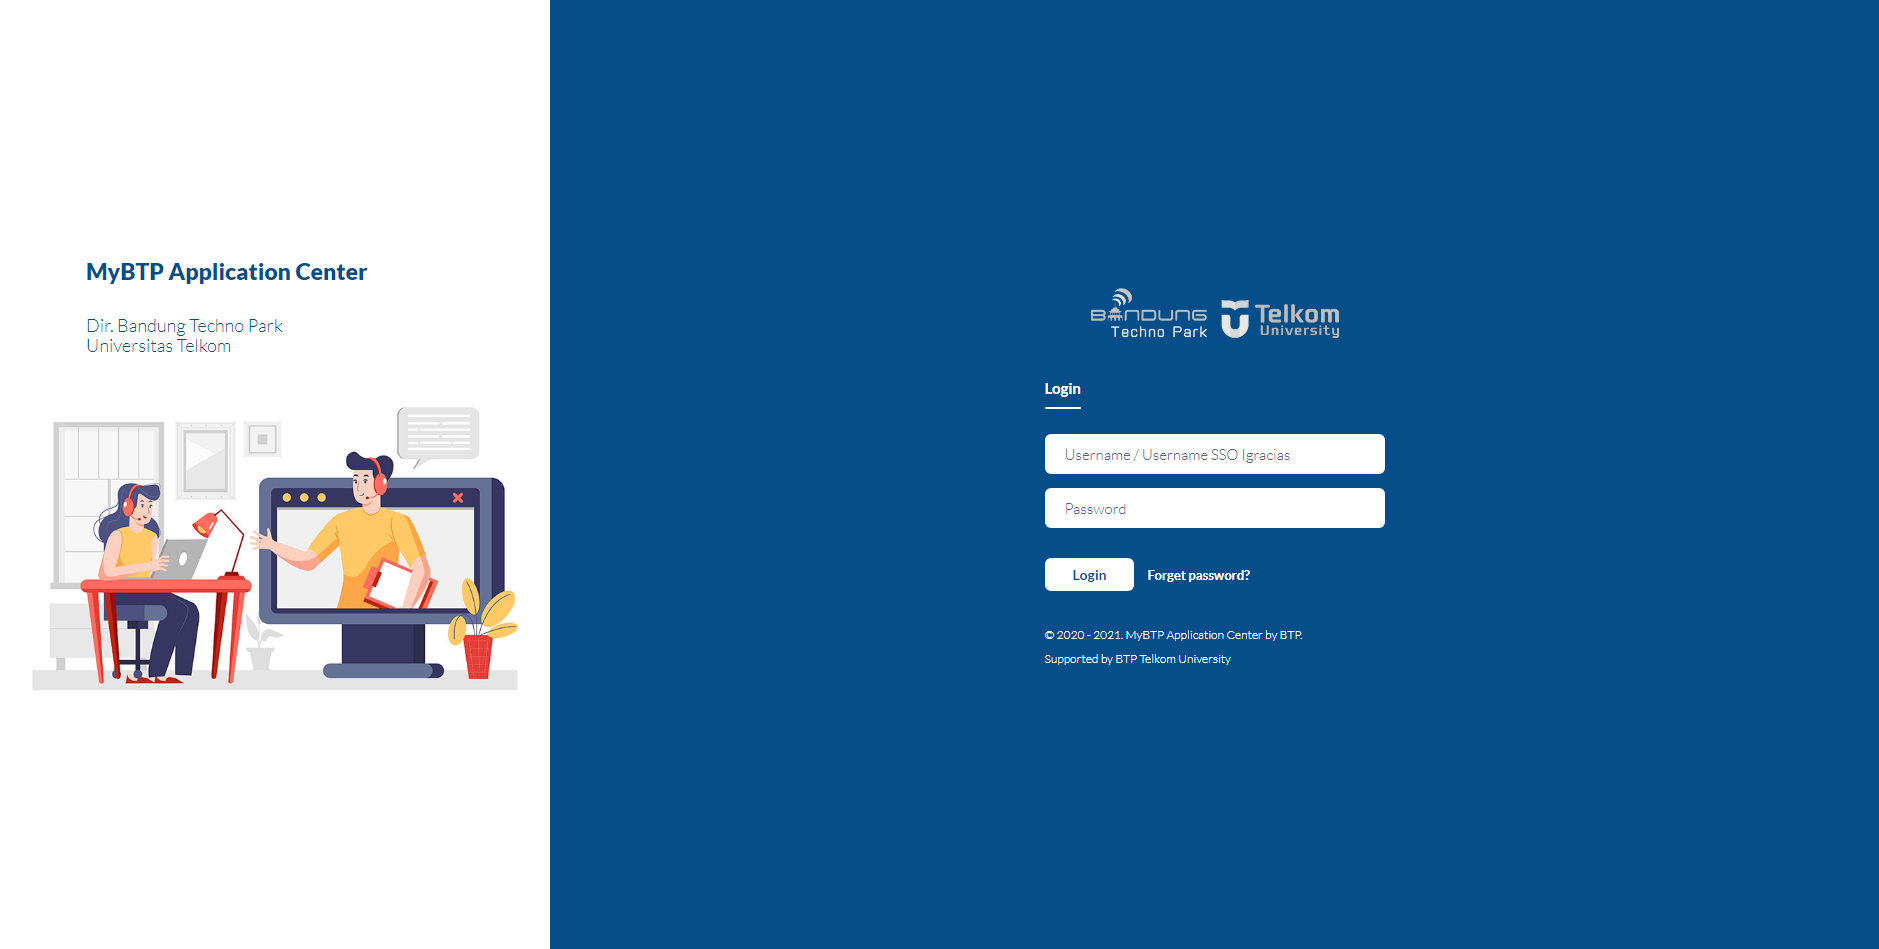 MyBTP Application Center
Dir. Bandung Techno Park
Universitas Telkom
BANDUNG
Techno Park
Telkom
University
Login
Username / Username SSO Igracias
Password
Login
Forget password?
© 2020 - 2021. MyBTP Application Center by BTP.
Supported by BTP Telkom University